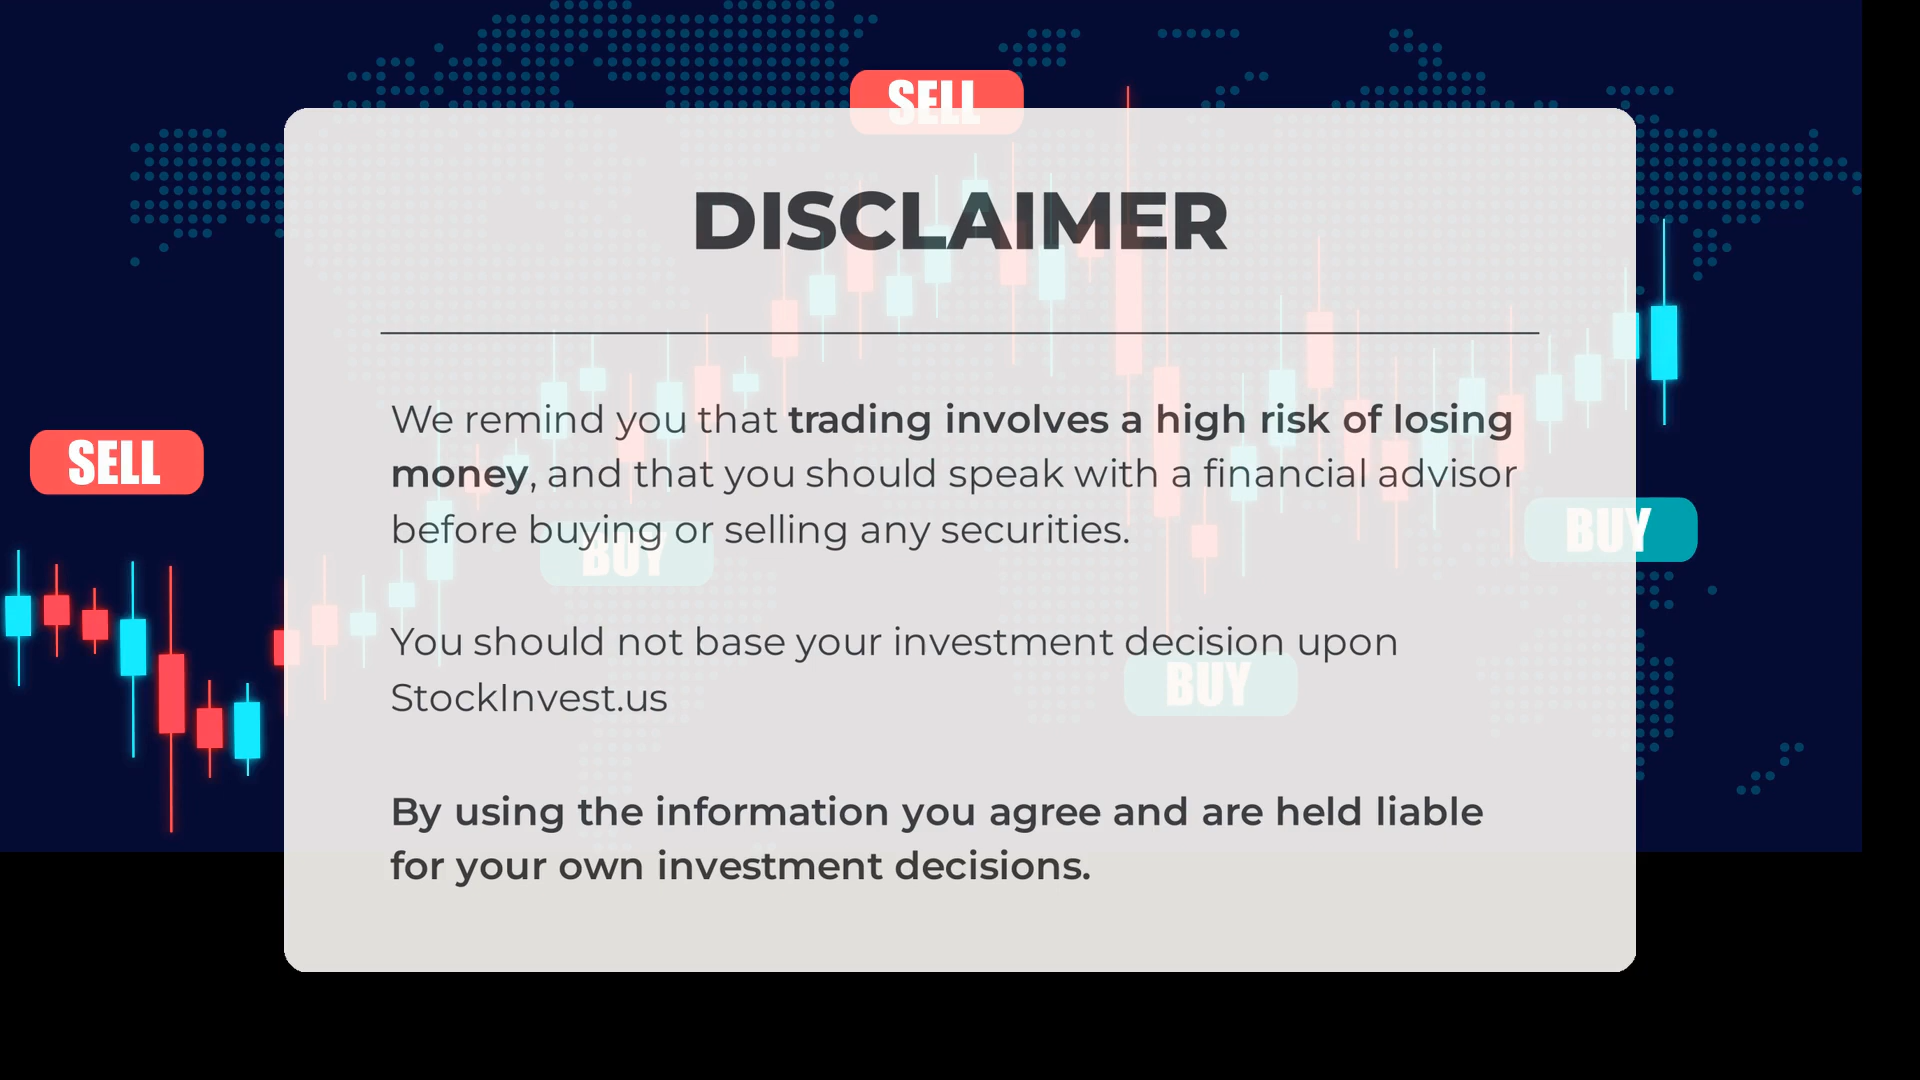 SELL
DISCLAIMER
We remind you that trading involves a high risk of losing
money, and that you should speak with a financial advisor
before buying or selling any securities.
SELL
BUY
BUY
You should not base your investment decision upon
StockInvest.us
BUY
By using the information you agree and are held liable
for your own investment decisions.